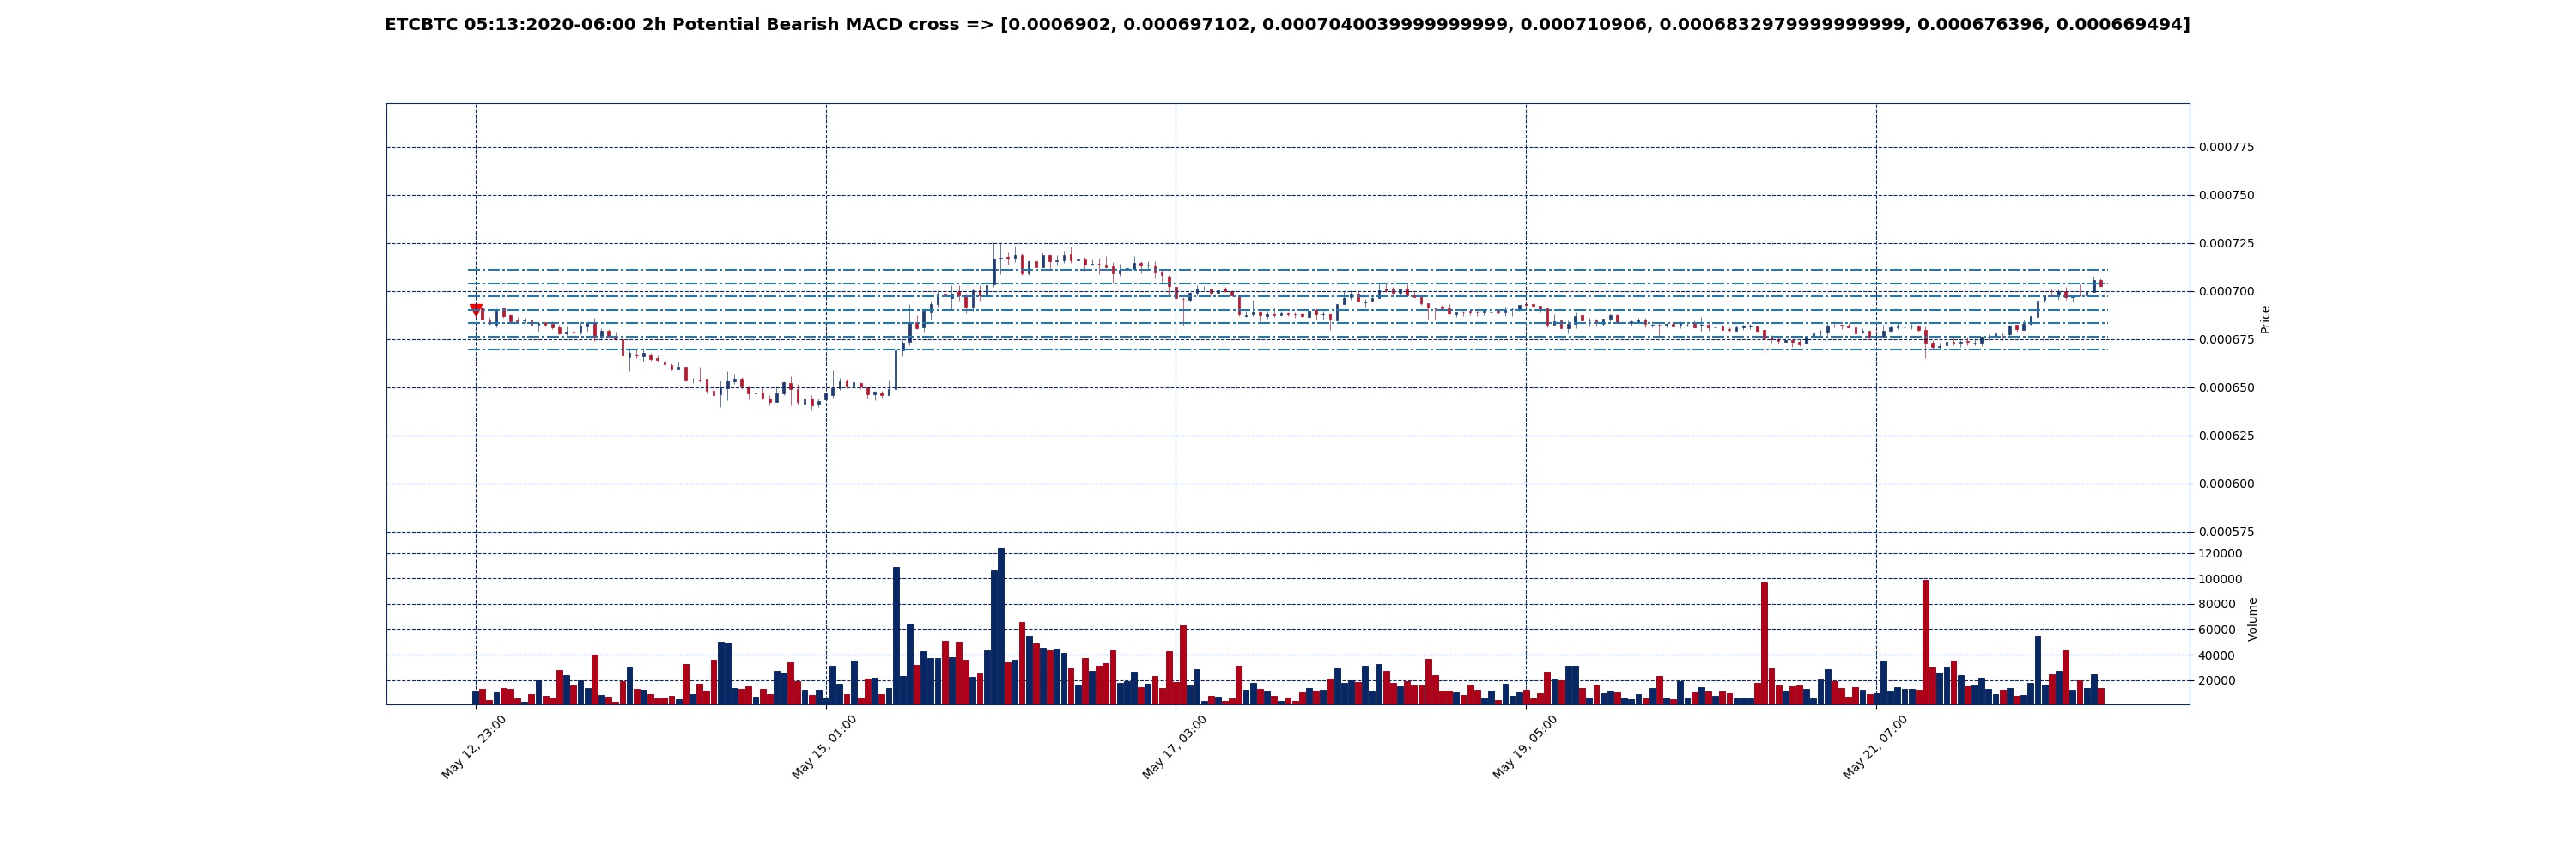 ETCBTC 05:13:2020-06:00 2h Potential Bearish MACD cross => [0.0006902, 0.000697102, 0.0007040039999999999, 0.000710906, 0.0006832979999999999, 0.000676396, 0.000669494]
0.000775
0.000750
0.000725
0.000700
0.000675
0.000650
0.000625
0.000600
0.000575
Price
120000
100000
80000
60000
40000
20000
Volume
May 12, 23:00
May 15, 01:00
May 17, 03:00
May 19, 05:00
May 21, 07:00